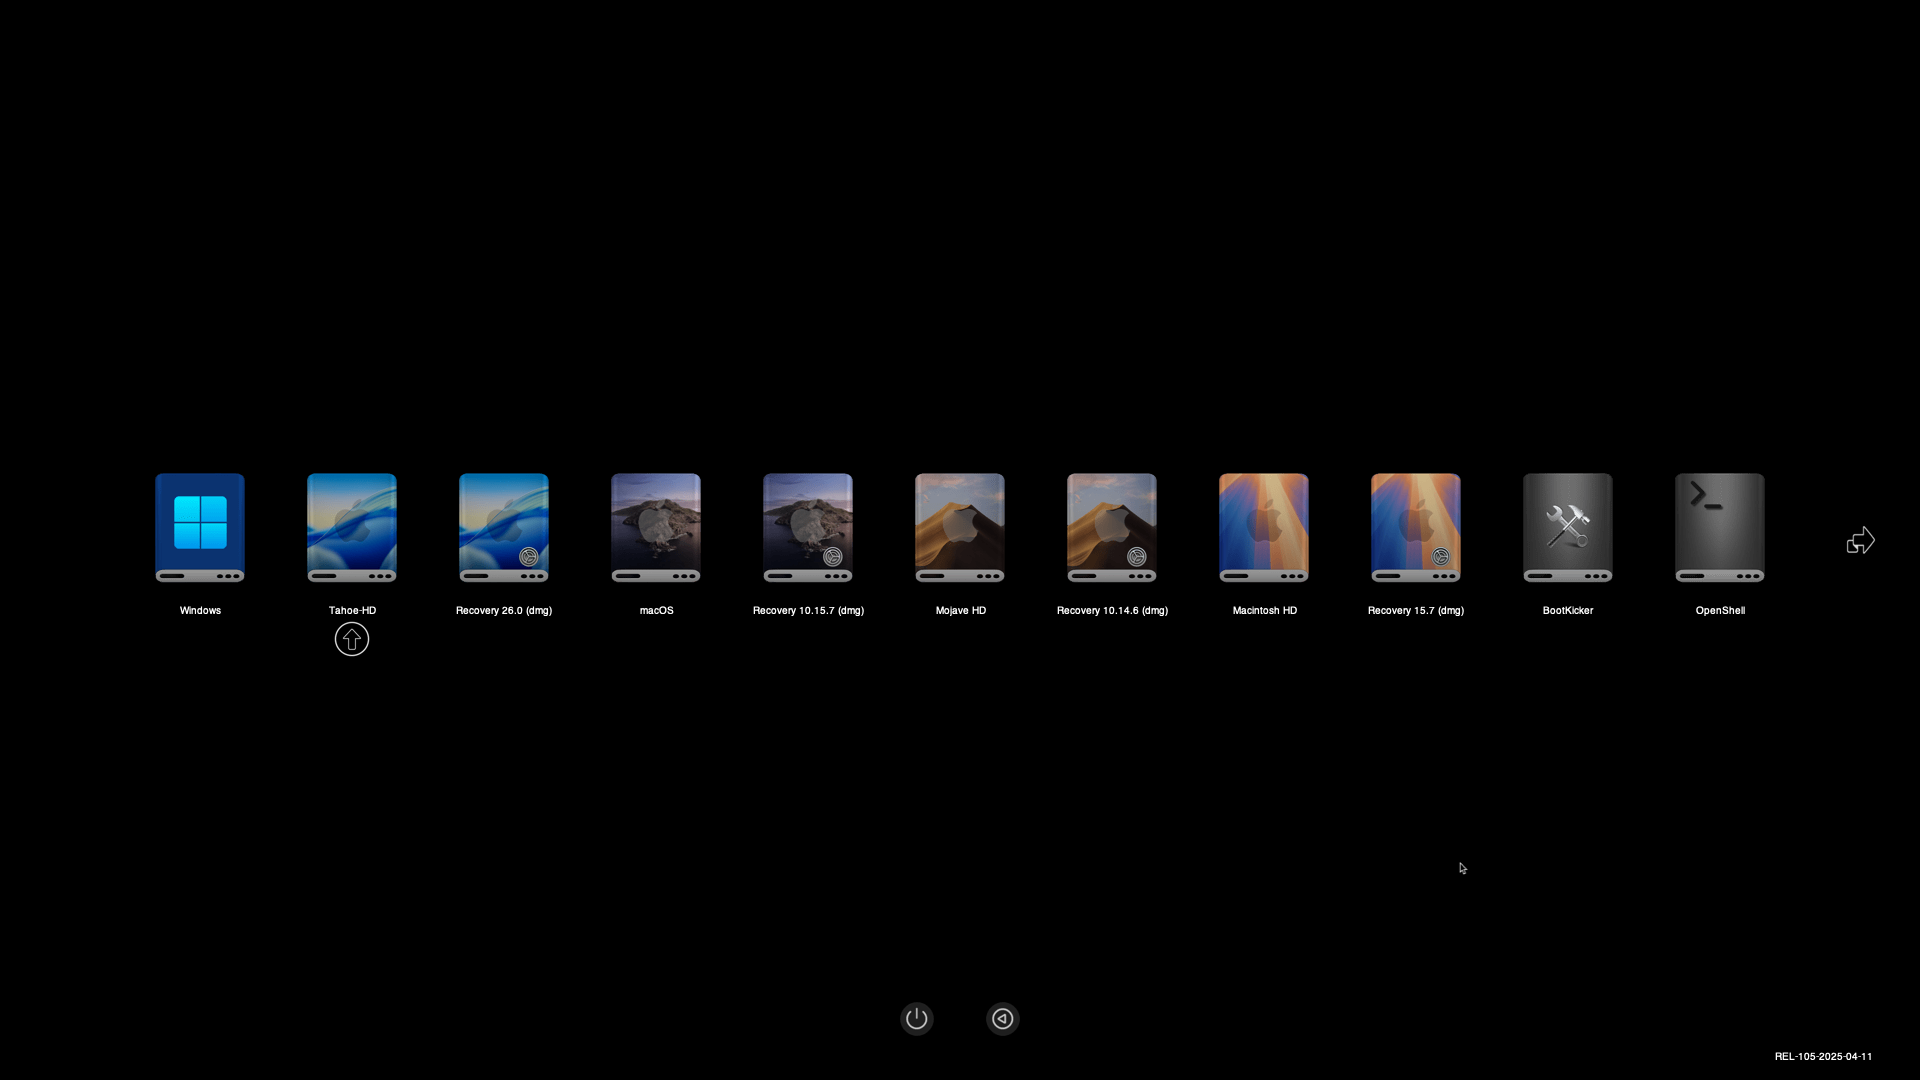 Windows
Tahoe-HD
Recovery 26.0 (dmg)
macOS
Recovery 10.15.7 (dmg)
Mojave HD
Recovery 10.14.6 (dmg)
Macintosh HD
Recovery 15.7 (dmg)
BootKicker
OpenShell
REL-105-2025-04-11